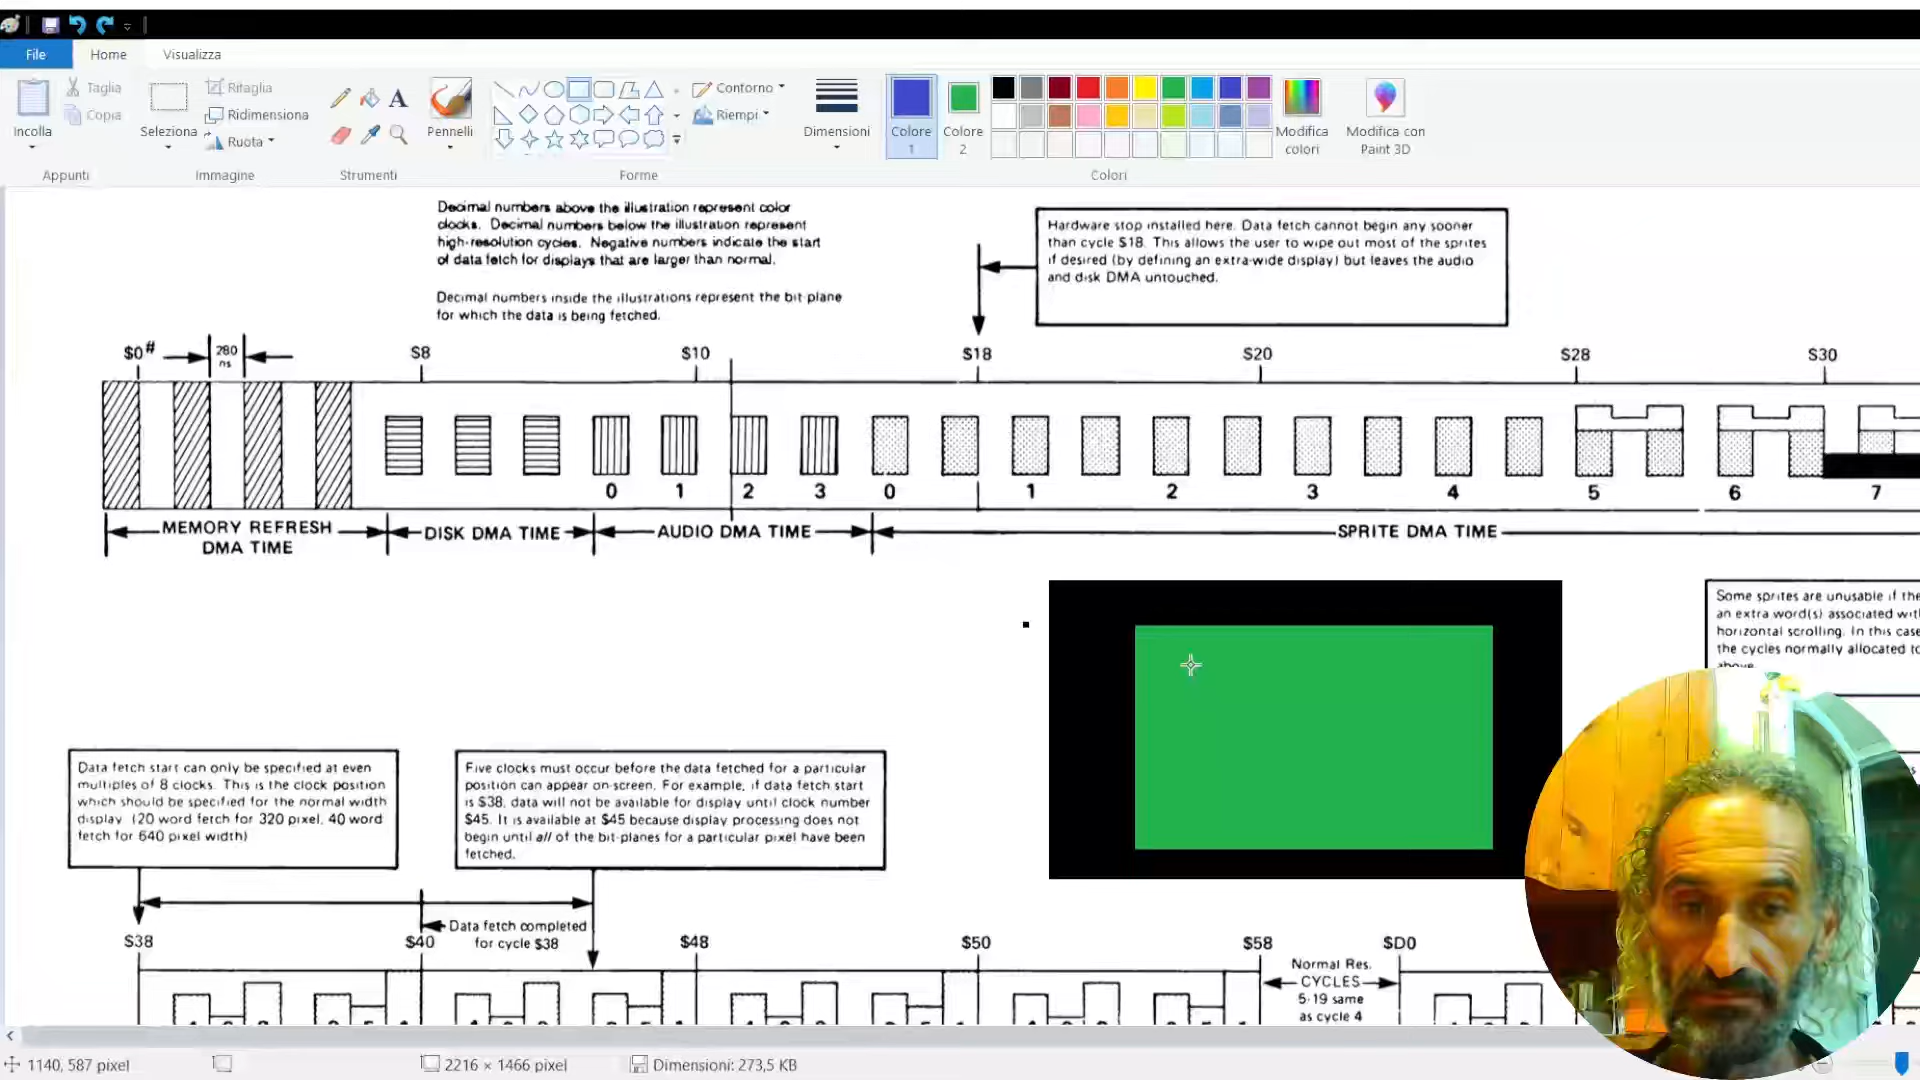 File
Home
Visualizza
Incolla
Taglia
Copia
Appunti
Seleziona
Ritaglia
Ridimensiona
Ruota
Immagine
Pennelli
Strumenti
Contorno
Riempi
Forme
Dimensioni
Colore
1
Colore
2
Colori
Modifica
colori
Modifica con
Paint 3D
Decimal numbers above the illustration represent color
clocks. Decimal numbers below the illustration represent
high-resolution cycles. Negative numbers indicate the start
of data fetch for displays that are larger than normal.
Decimal numbers inside the illustrations represent the bit plane
for which the data is being fetched.
Hardware stop installed here. Data fetch cannot begin any sooner
than cycle $18. This allows the user to wipe out most of the sprites
if desired (by defining an extra-wide display) but leaves the audio
and disk DMA untouched.
$0# 280 $8 $10 $18 $20 $28 $30
ns
0 1 2 3 0 1 2 3 4 5 6 7
MEMORY REFRESH
DMA TIME
DISK DMA TIME
AUDIO DMA TIME
SPRITE DMA TIME
Some sprites are unusable if the
an extra word(s) associated
horizontal scrolling. In this case
the cycles normally allocated
above.
Data fetch start can only be specified at even
multiples of 8 clocks. This is the clock position
which should be specified for the normal width
display (20 word fetch for 320 pixel, 40 word
fetch for 640 pixel width)
Five clocks must occur before the data fetched for a particular
position can appear on-screen. For example, if data fetch start
is $38, data will not be available for display until clock number
$45. It is available at $45 because display processing does not
begin until all of the bit-planes for a particular pixel have been
fetched.
Data fetch completed
for cycle $38
$38 $40 $48 $50 $58 $D0
Normal Res.
CYCLES
5-19 same
as cycle 4
1140, 587 pixel
2216 × 1466 pixel
Dimensioni: 273,5 KB